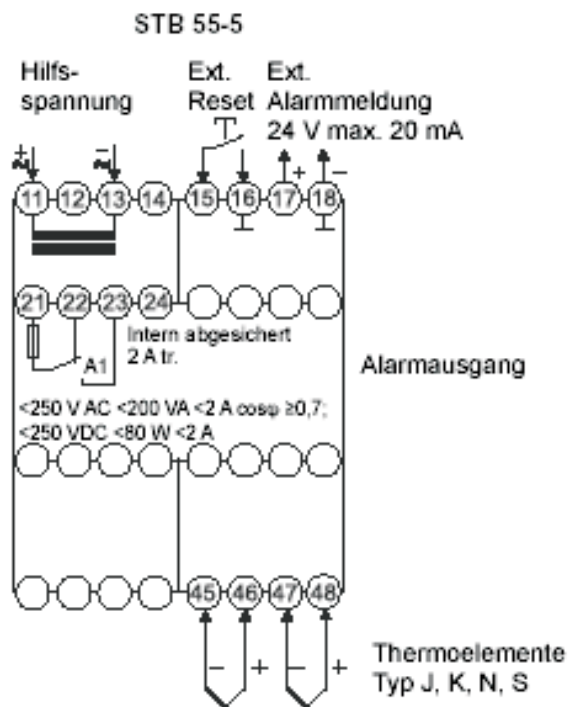 STB 55-5
Hilfs-
spannung
Ext.
Reset
Ext.
Alarmmeldung
24 V max. 20 mA
+ − + −
11 12 13 14 15 16 17 18
21 22 23 24
A1
Intern abgesichert
2 A tr.
Alarmausgang
<250 V AC <200 VA <2 A cosφ ≥0,7;
<250 VDC <80 W <2 A
45 46 47 48
− + − +
Thermoelemente
Typ J, K, N, S